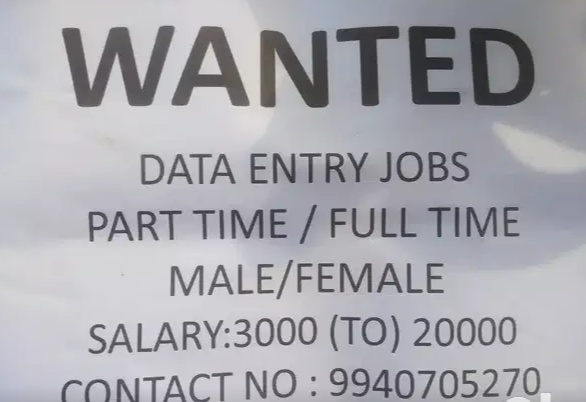 WANTED
DATA ENTRY JOBS
PART TIME / FULL TIME
MALE/FEMALE
SALARY:3000 (TO) 20000
CONTACT NO : 9940705270